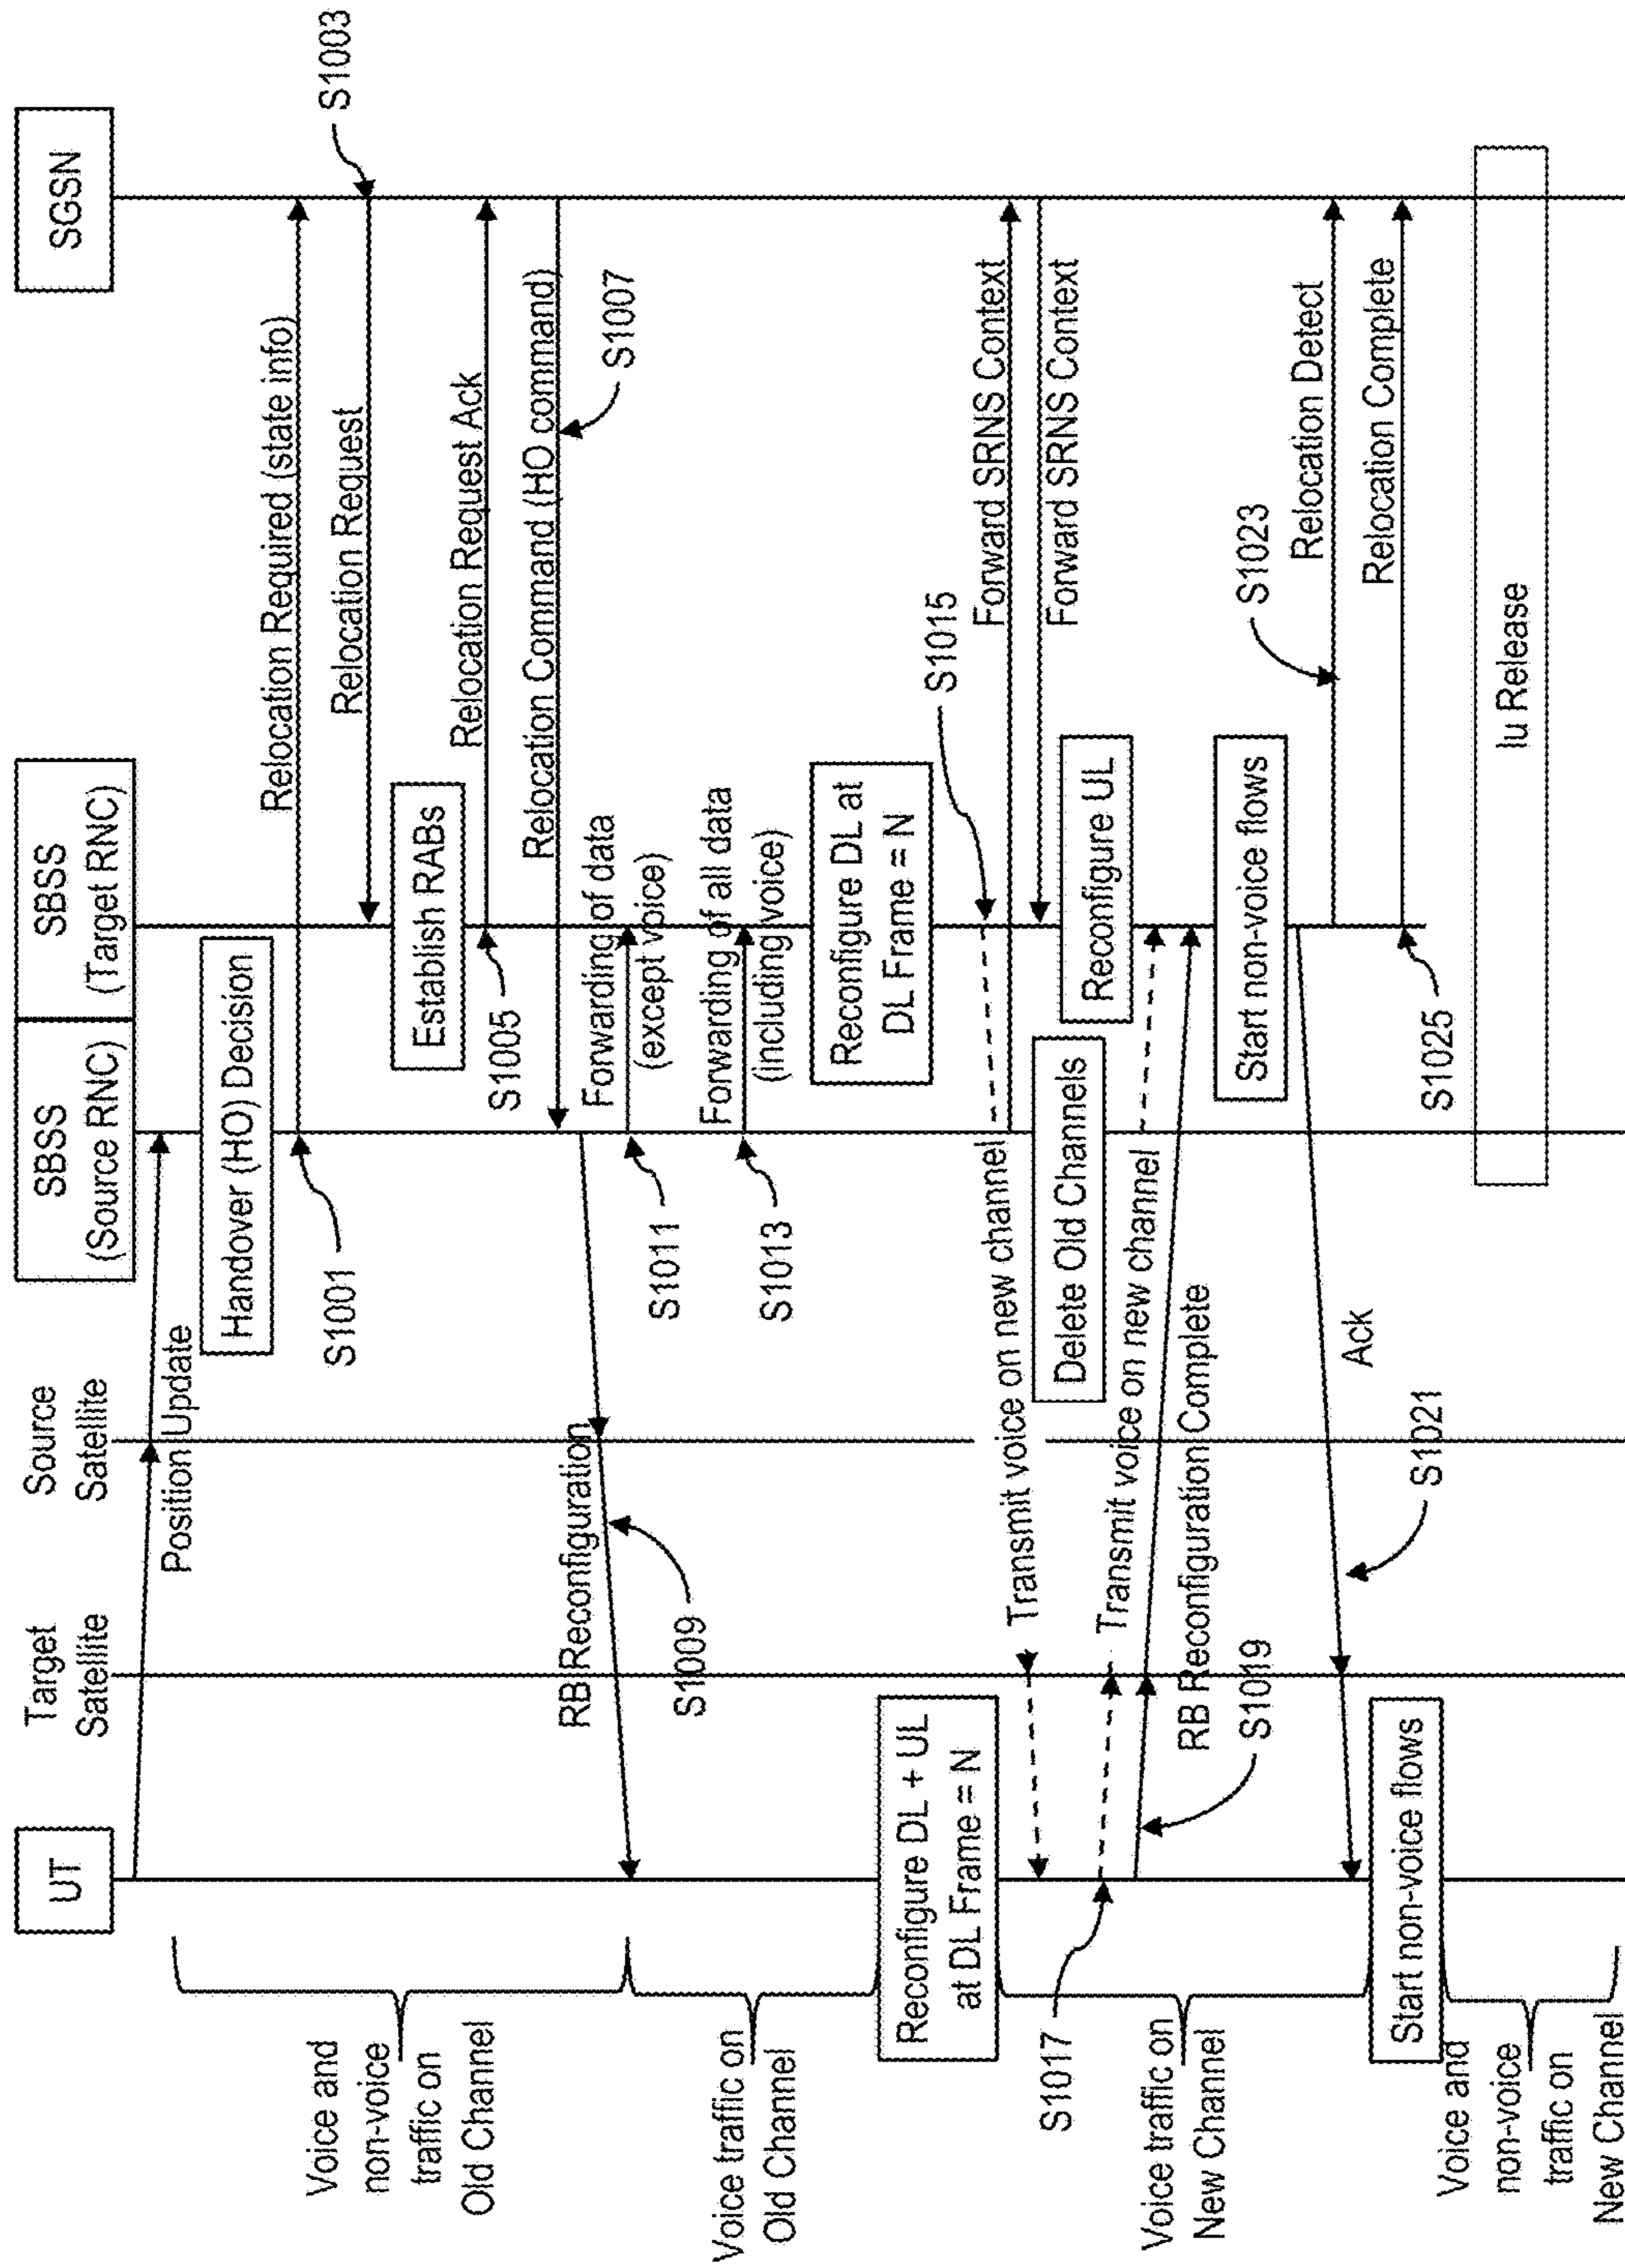 UT
Target
Satellite
Source
Satellite
SBSS
(Source RNC)
SBSS
(Target RNC)
SGSN
Position Update
Handover (HO) Decision
Relocation Required (state info)
S1001
Relocation Request
S1003
Establish RABs
Relocation Request Ack
S1005
Relocation Command (HO command)
S1007
Voice and
non-voice
traffic on
Old Channel
RB Reconfiguration
S1009
Forwarding of data
(except voice)
S1011
Forwarding of all data
(including voice)
S1013
Voice traffic on
Old Channel
Reconfigure DL + UL
at DL Frame = N
Reconfigure DL at
DL Frame = N
S1015
Transmit voice on new channel
Forward SRNS Context
Forward SRNS Context
Delete Old Channels
Reconfigure UL
S1017
Transmit voice on new channel
RB Reconfiguration Complete
S1019
Voice traffic on
New Channel
Start non-voice flows
S1023
Relocation Detect
Ack
S1021
Relocation Complete
S1025
Start non-voice flows
Voice and
non-voice
traffic on
New Channel
Iu Release